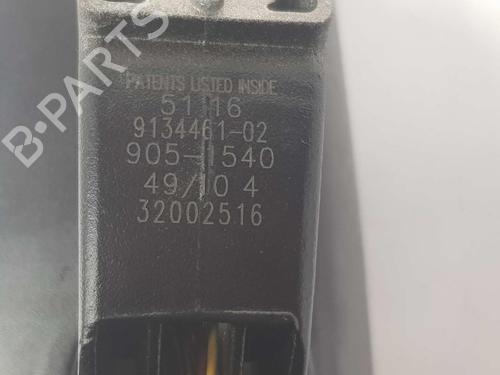 B-PARTS
PATENTS LISTED INSIDE
51 16
9134461-02
905-1540
49/10 4
32002516